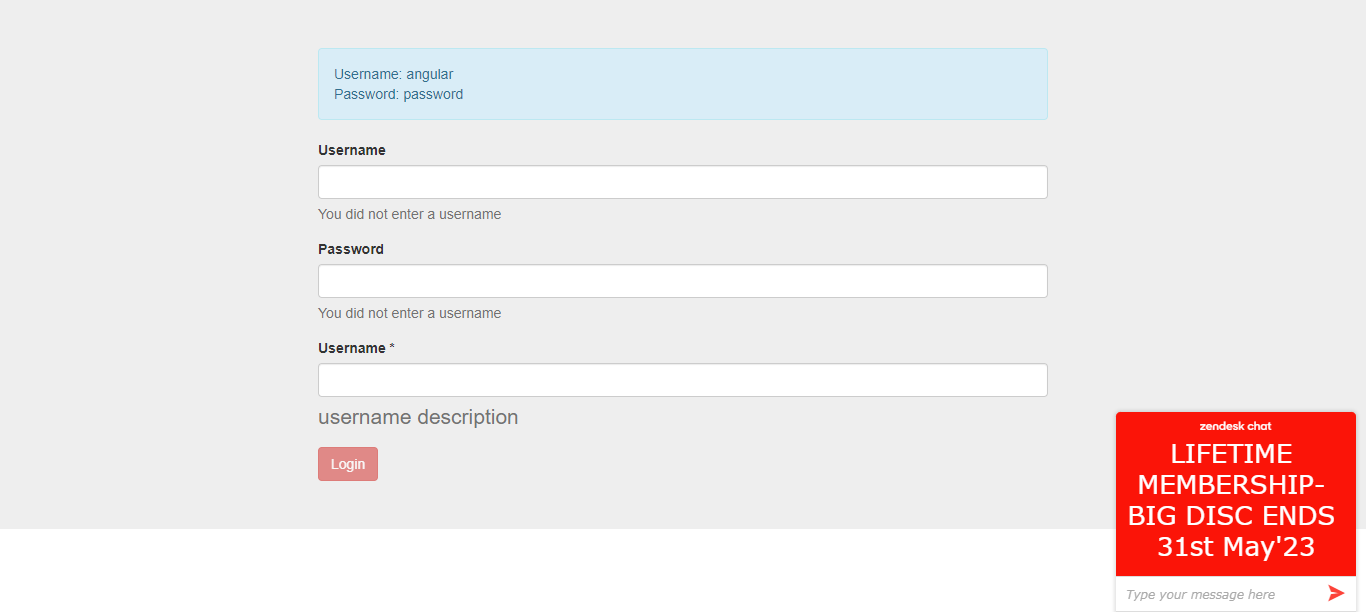 Username: angular
Password: password
Username
You did not enter a username
Password
You did not enter a username
Username *
username description
Login
zendesk chat
LIFETIME
MEMBERSHIP-
BIG DISC ENDS
31st May'23
Type your message here